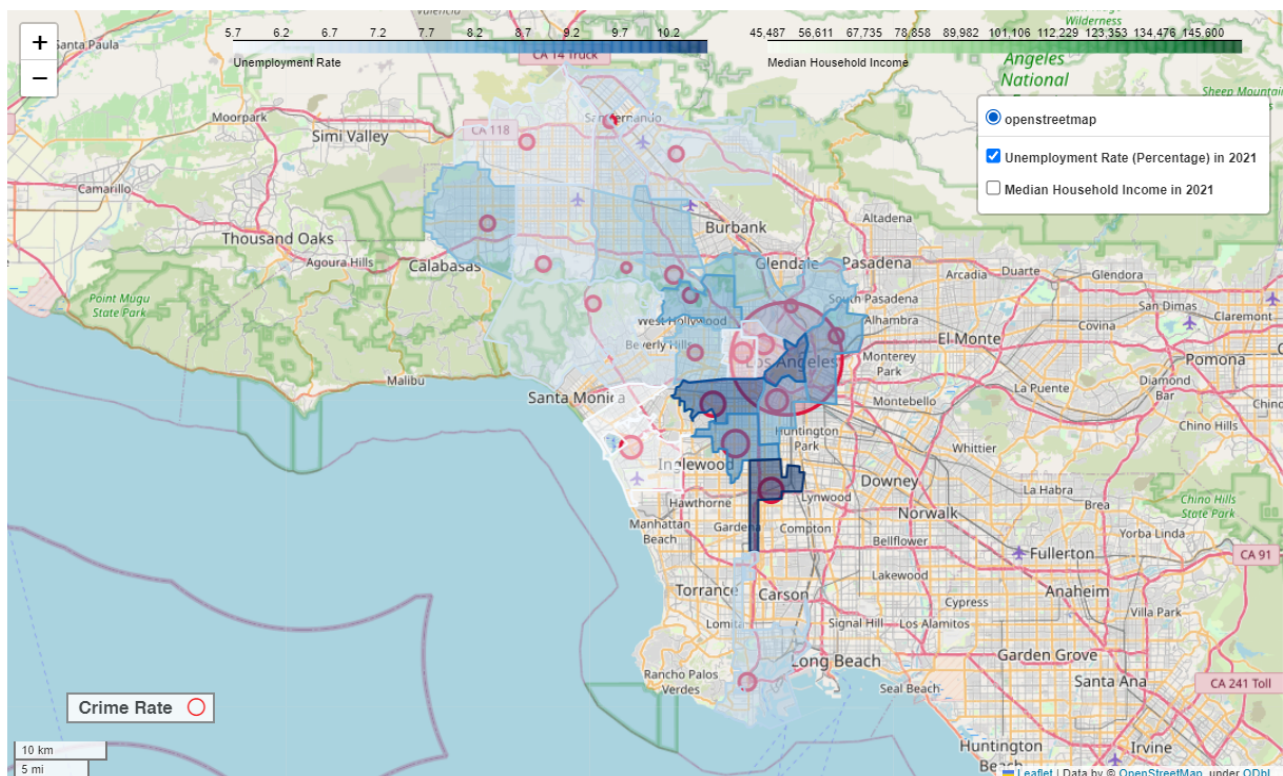 +
−
5.7 6.2 6.7 7.2 7.7 8.2 8.7 9.2 9.7 10.2
Unemployment Rate
45,487 56,611 67,735 78,858 89,982 101,106 112,229 123,353 134,476 145,600
Median Household Income
openstreetmap
Unemployment Rate (Percentage) in 2021
Median Household Income in 2021
Valencia
Wilderness
Santa Paula
CA 14 Truck
Angeles
National
Sheep Mountain
Moorpark
Simi Valley
CA 118
San Fernando
Camarillo
Thousand Oaks
Agoura Hills
Calabasas
Burbank
Altadena
Glendale
Pasadena
Arcadia
Duarte
Glendora
Point Mugu
State Park
South Pasadena
San Dimas
Claremont
West Hollywood
Alhambra
El Monte
Covina
Beverly Hills
Los Angeles
Monterey
Park
Pomona
Malibu
La Puente
Diamond
Bar
Chino
Santa Monica
Montebello
Chino Hills
Huntington
Park
Whittier
Inglewood
Downey
La Habra
Brea
Chino Hills
State Park
Hawthorne
Lynwood
Norwalk
Manhattan
Beach
Gardena
Compton
Yorba Linda
Bellflower
Fullerton
CA 91
Lakewood
Torrance
Carson
Cypress
Anaheim
Villa Park
Lomita
Signal Hill
Los Alamitos
Garden Grove
Rancho Palos
Verdes
Long Beach
Seal Beach
Santa Ana
CA 241 Toll
Crime Rate
10 km
5 mi
Huntington
Beach
Irvine
Leaflet | Data by © OpenStreetMap, under ODbL